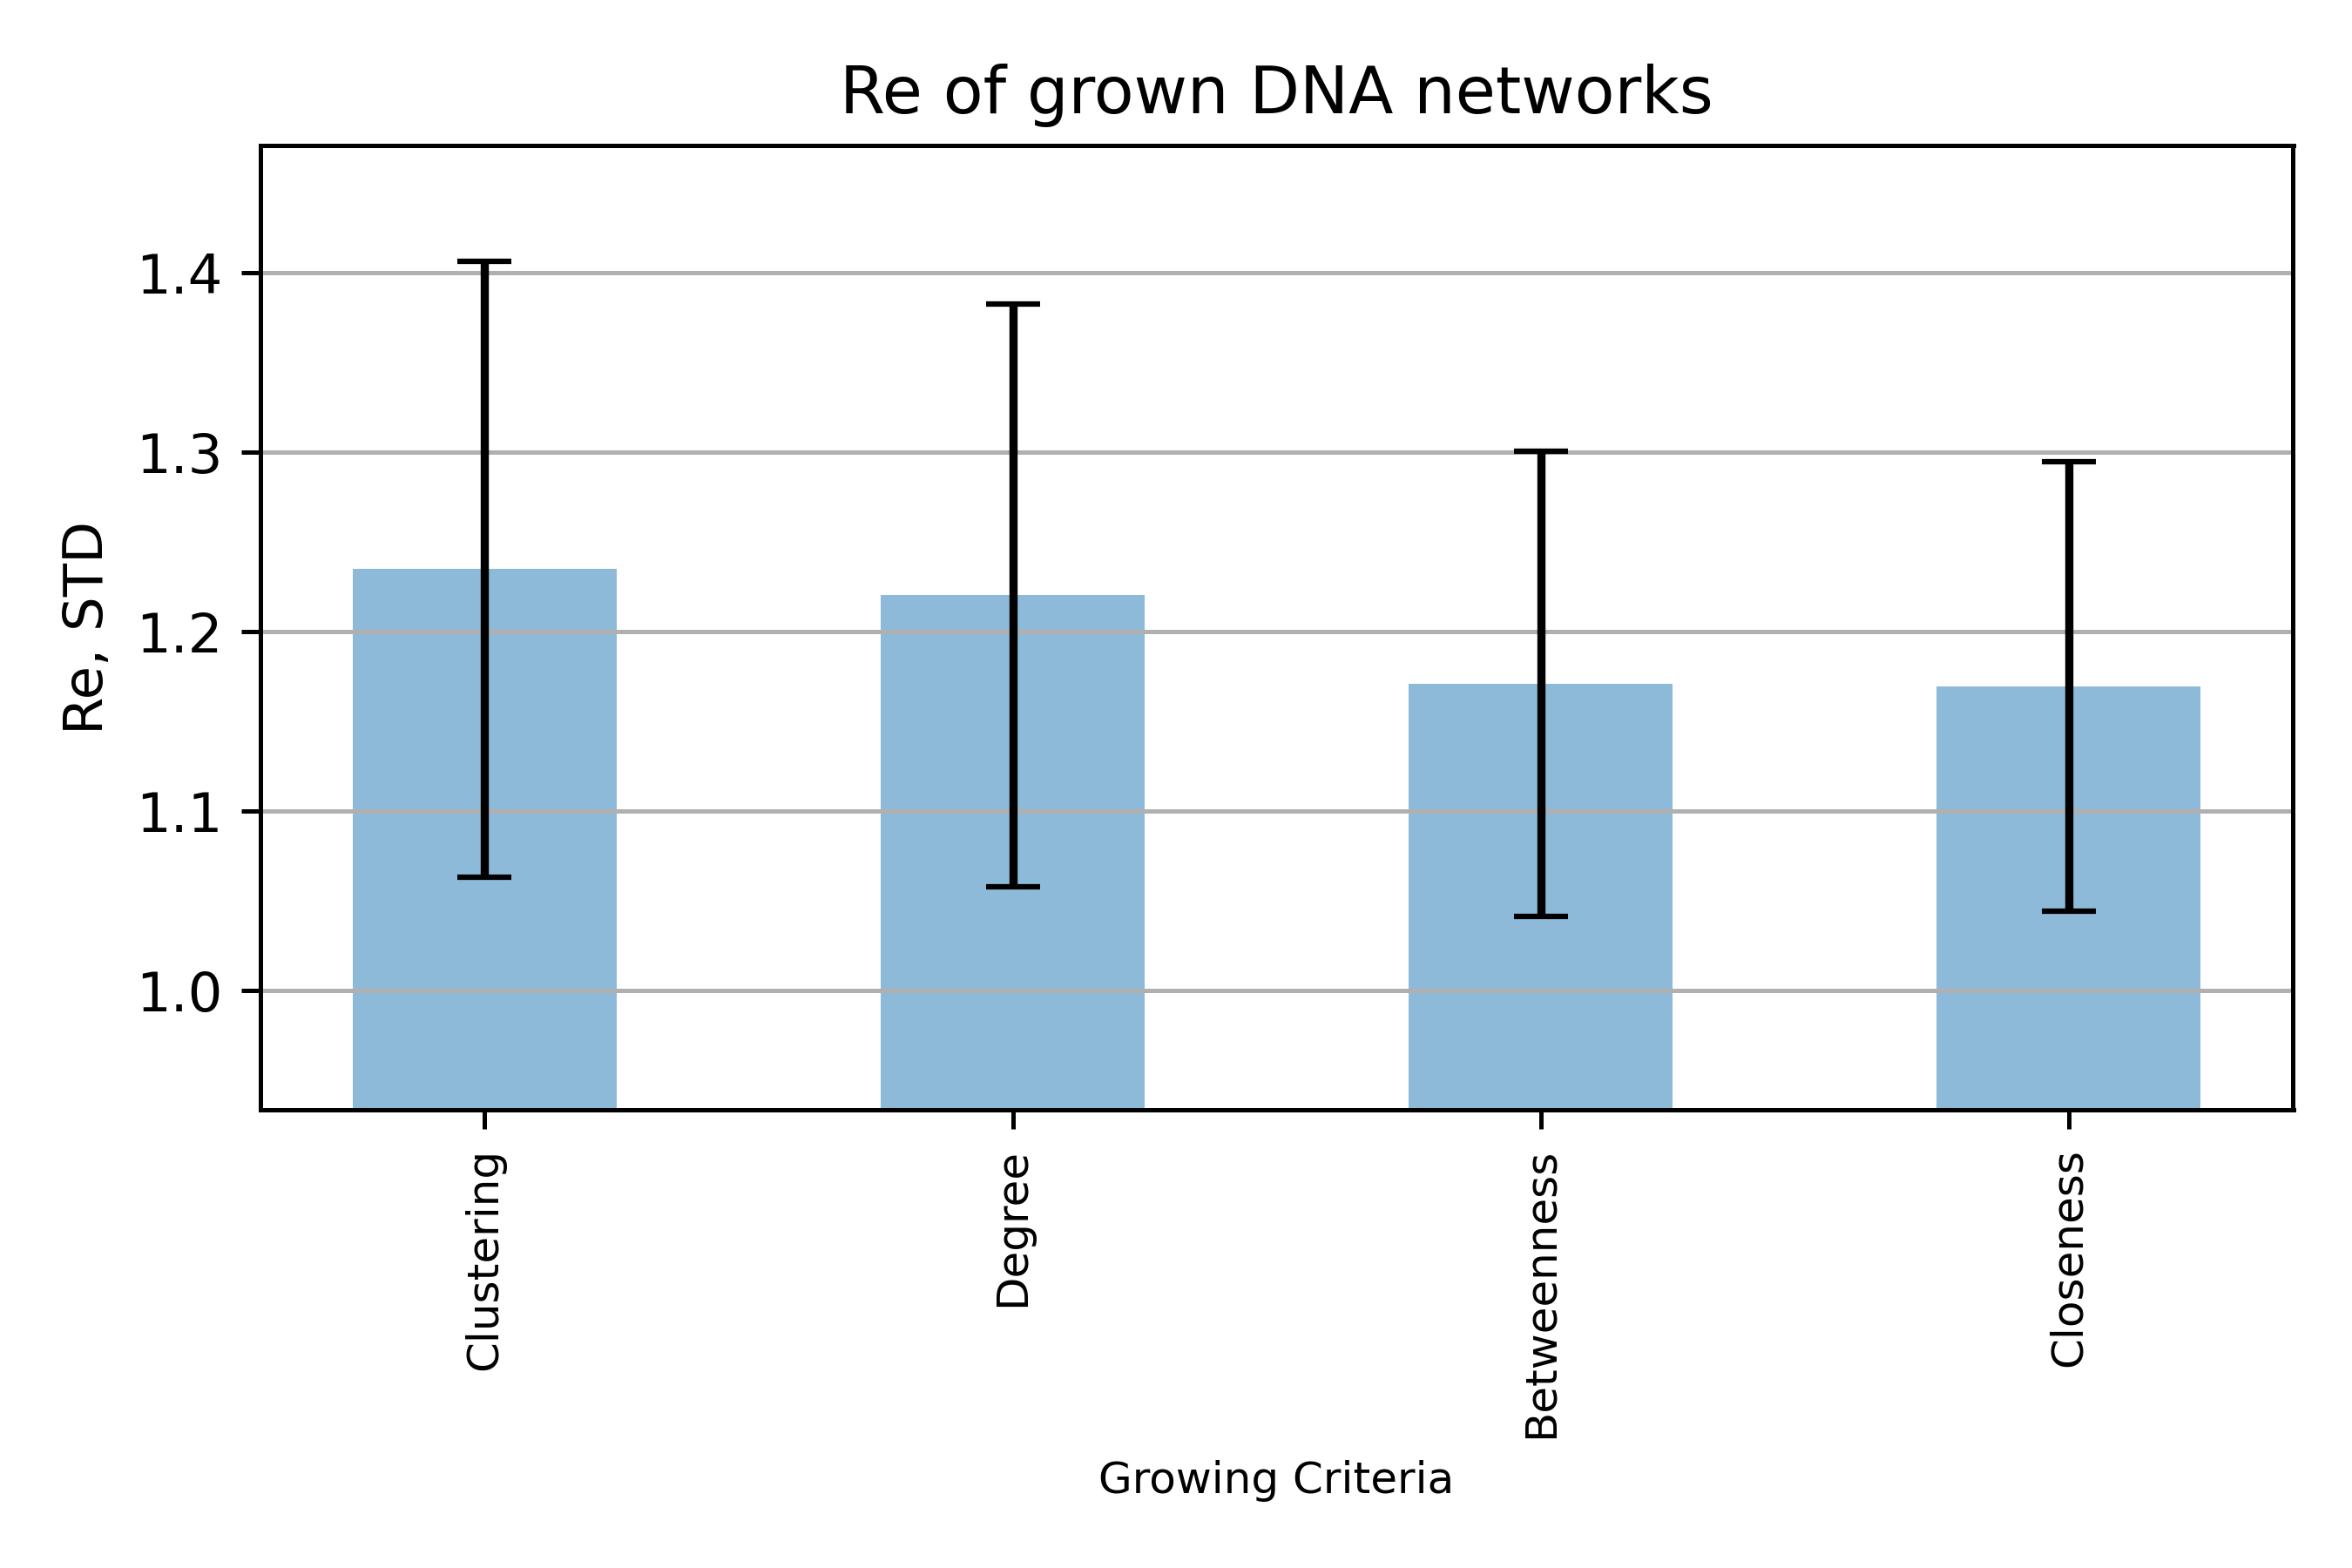 Re of grown DNA networks
Re, STD
1.4
1.3
1.2
1.1
1.0
Clustering
Degree
Betweenness
Closeness
Growing Criteria